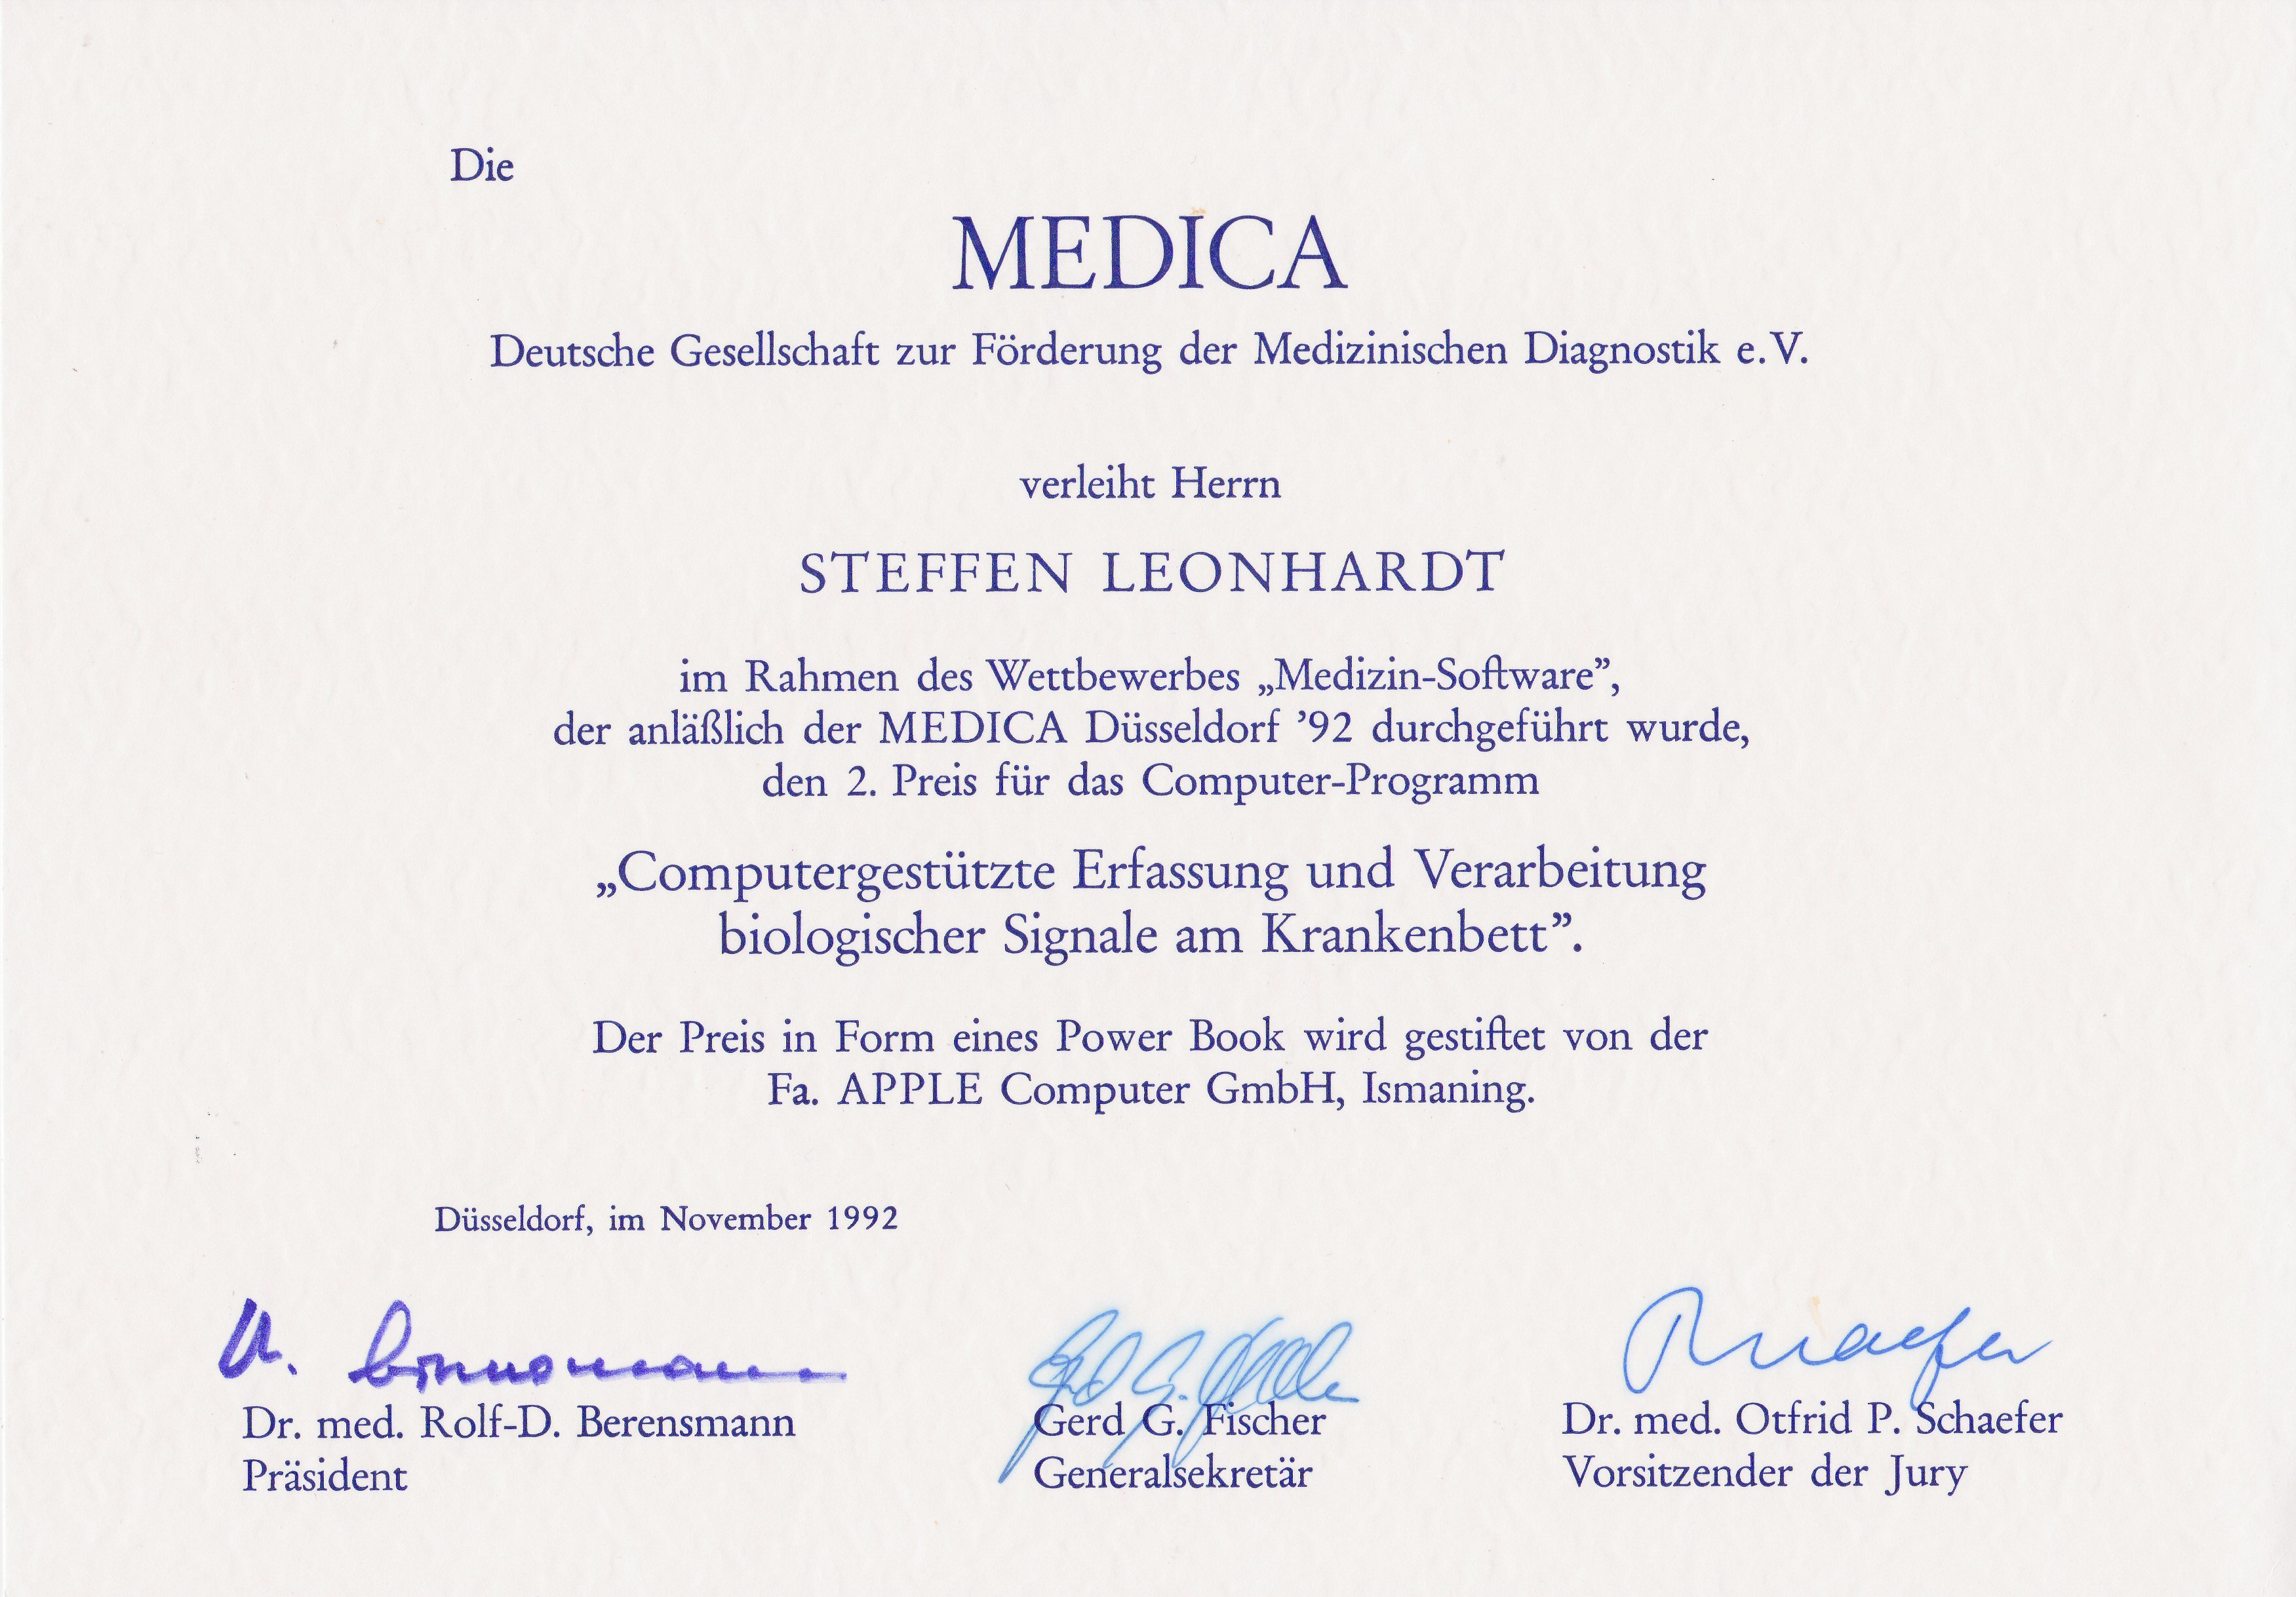 Die
MEDICA
Deutsche Gesellschaft zur Förderung der Medizinischen Diagnostik e.V.
verleiht Herrn
STEFFEN LEONHARDT
im Rahmen des Wettbewerbes „Medizin-Software”,
der anläßlich der MEDICA Düsseldorf ’92 durchgeführt wurde,
den 2. Preis für das Computer-Programm
„Computergestützte Erfassung und Verarbeitung
biologischer Signale am Krankenbett”.
Der Preis in Form eines Power Book wird gestiftet von der
Fa. APPLE Computer GmbH, Ismaning.
Düsseldorf, im November 1992
Dr. med. Rolf-D. Berensmann
Präsident
Gerd G. Fischer
Generalsekretär
Dr. med. Otfrid P. Schaefer
Vorsitzender der Jury